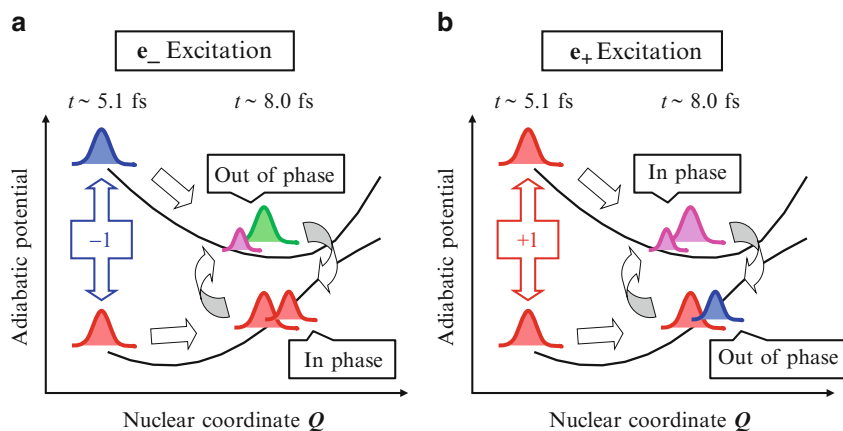 a
e_ Excitation
t ~ 5.1 fs
t ~ 8.0 fs
Out of phase
−1
In phase
Adiabatic potential
Nuclear coordinate Q
b
e+ Excitation
t ~ 5.1 fs
t ~ 8.0 fs
In phase
+1
Out of phase
Adiabatic potential
Nuclear coordinate Q